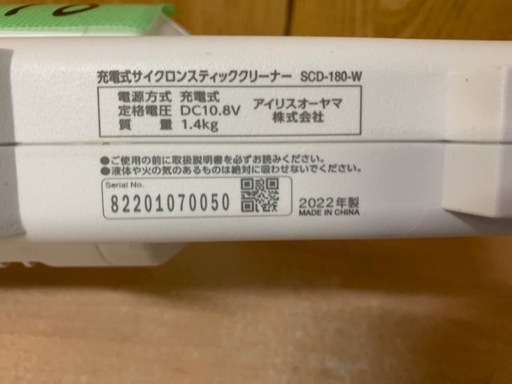 充電式サイクロンスティッククリーナー SCD-180-W
電源方式 充電式
定格電圧 DC10.8V
質量 1.4kg
アイリスオーヤマ
株式会社
●ご使用の前に取扱説明書を必ずお読みください。
●液体や火の気のあるものは絶対に吸わせないでください。
Serial No.
82201070050
2022年製
MADE IN CHINA